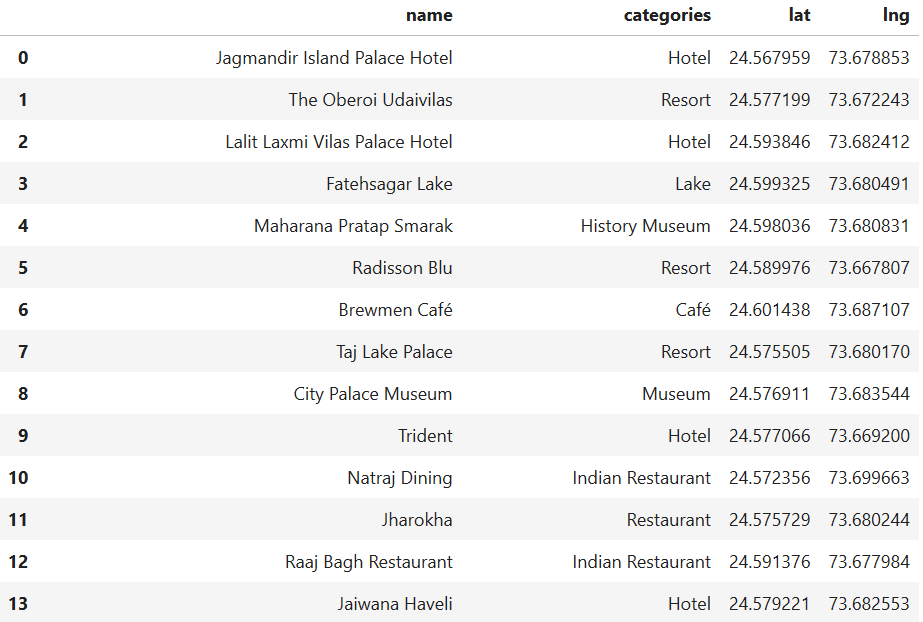 name categories lat lng
0 Jagmandir Island Palace Hotel Hotel 24.567959 73.678853
1 The Oberoi Udaivilas Resort 24.577199 73.672243
2 Lalit Laxmi Vilas Palace Hotel Hotel 24.593846 73.682412
3 Fatehsagar Lake Lake 24.599325 73.680491
4 Maharana Pratap Smarak History Museum 24.598036 73.680831
5 Radisson Blu Resort 24.589976 73.667807
6 Brewmen Café Café 24.601438 73.687107
7 Taj Lake Palace Resort 24.575505 73.680170
8 City Palace Museum Museum 24.576911 73.683544
9 Trident Hotel 24.577066 73.669200
10 Natraj Dining Indian Restaurant 24.572356 73.699663
11 Jharokha Restaurant 24.575729 73.680244
12 Raaj Bagh Restaurant Indian Restaurant 24.591376 73.677984
13 Jaiwana Haveli Hotel 24.579221 73.682553